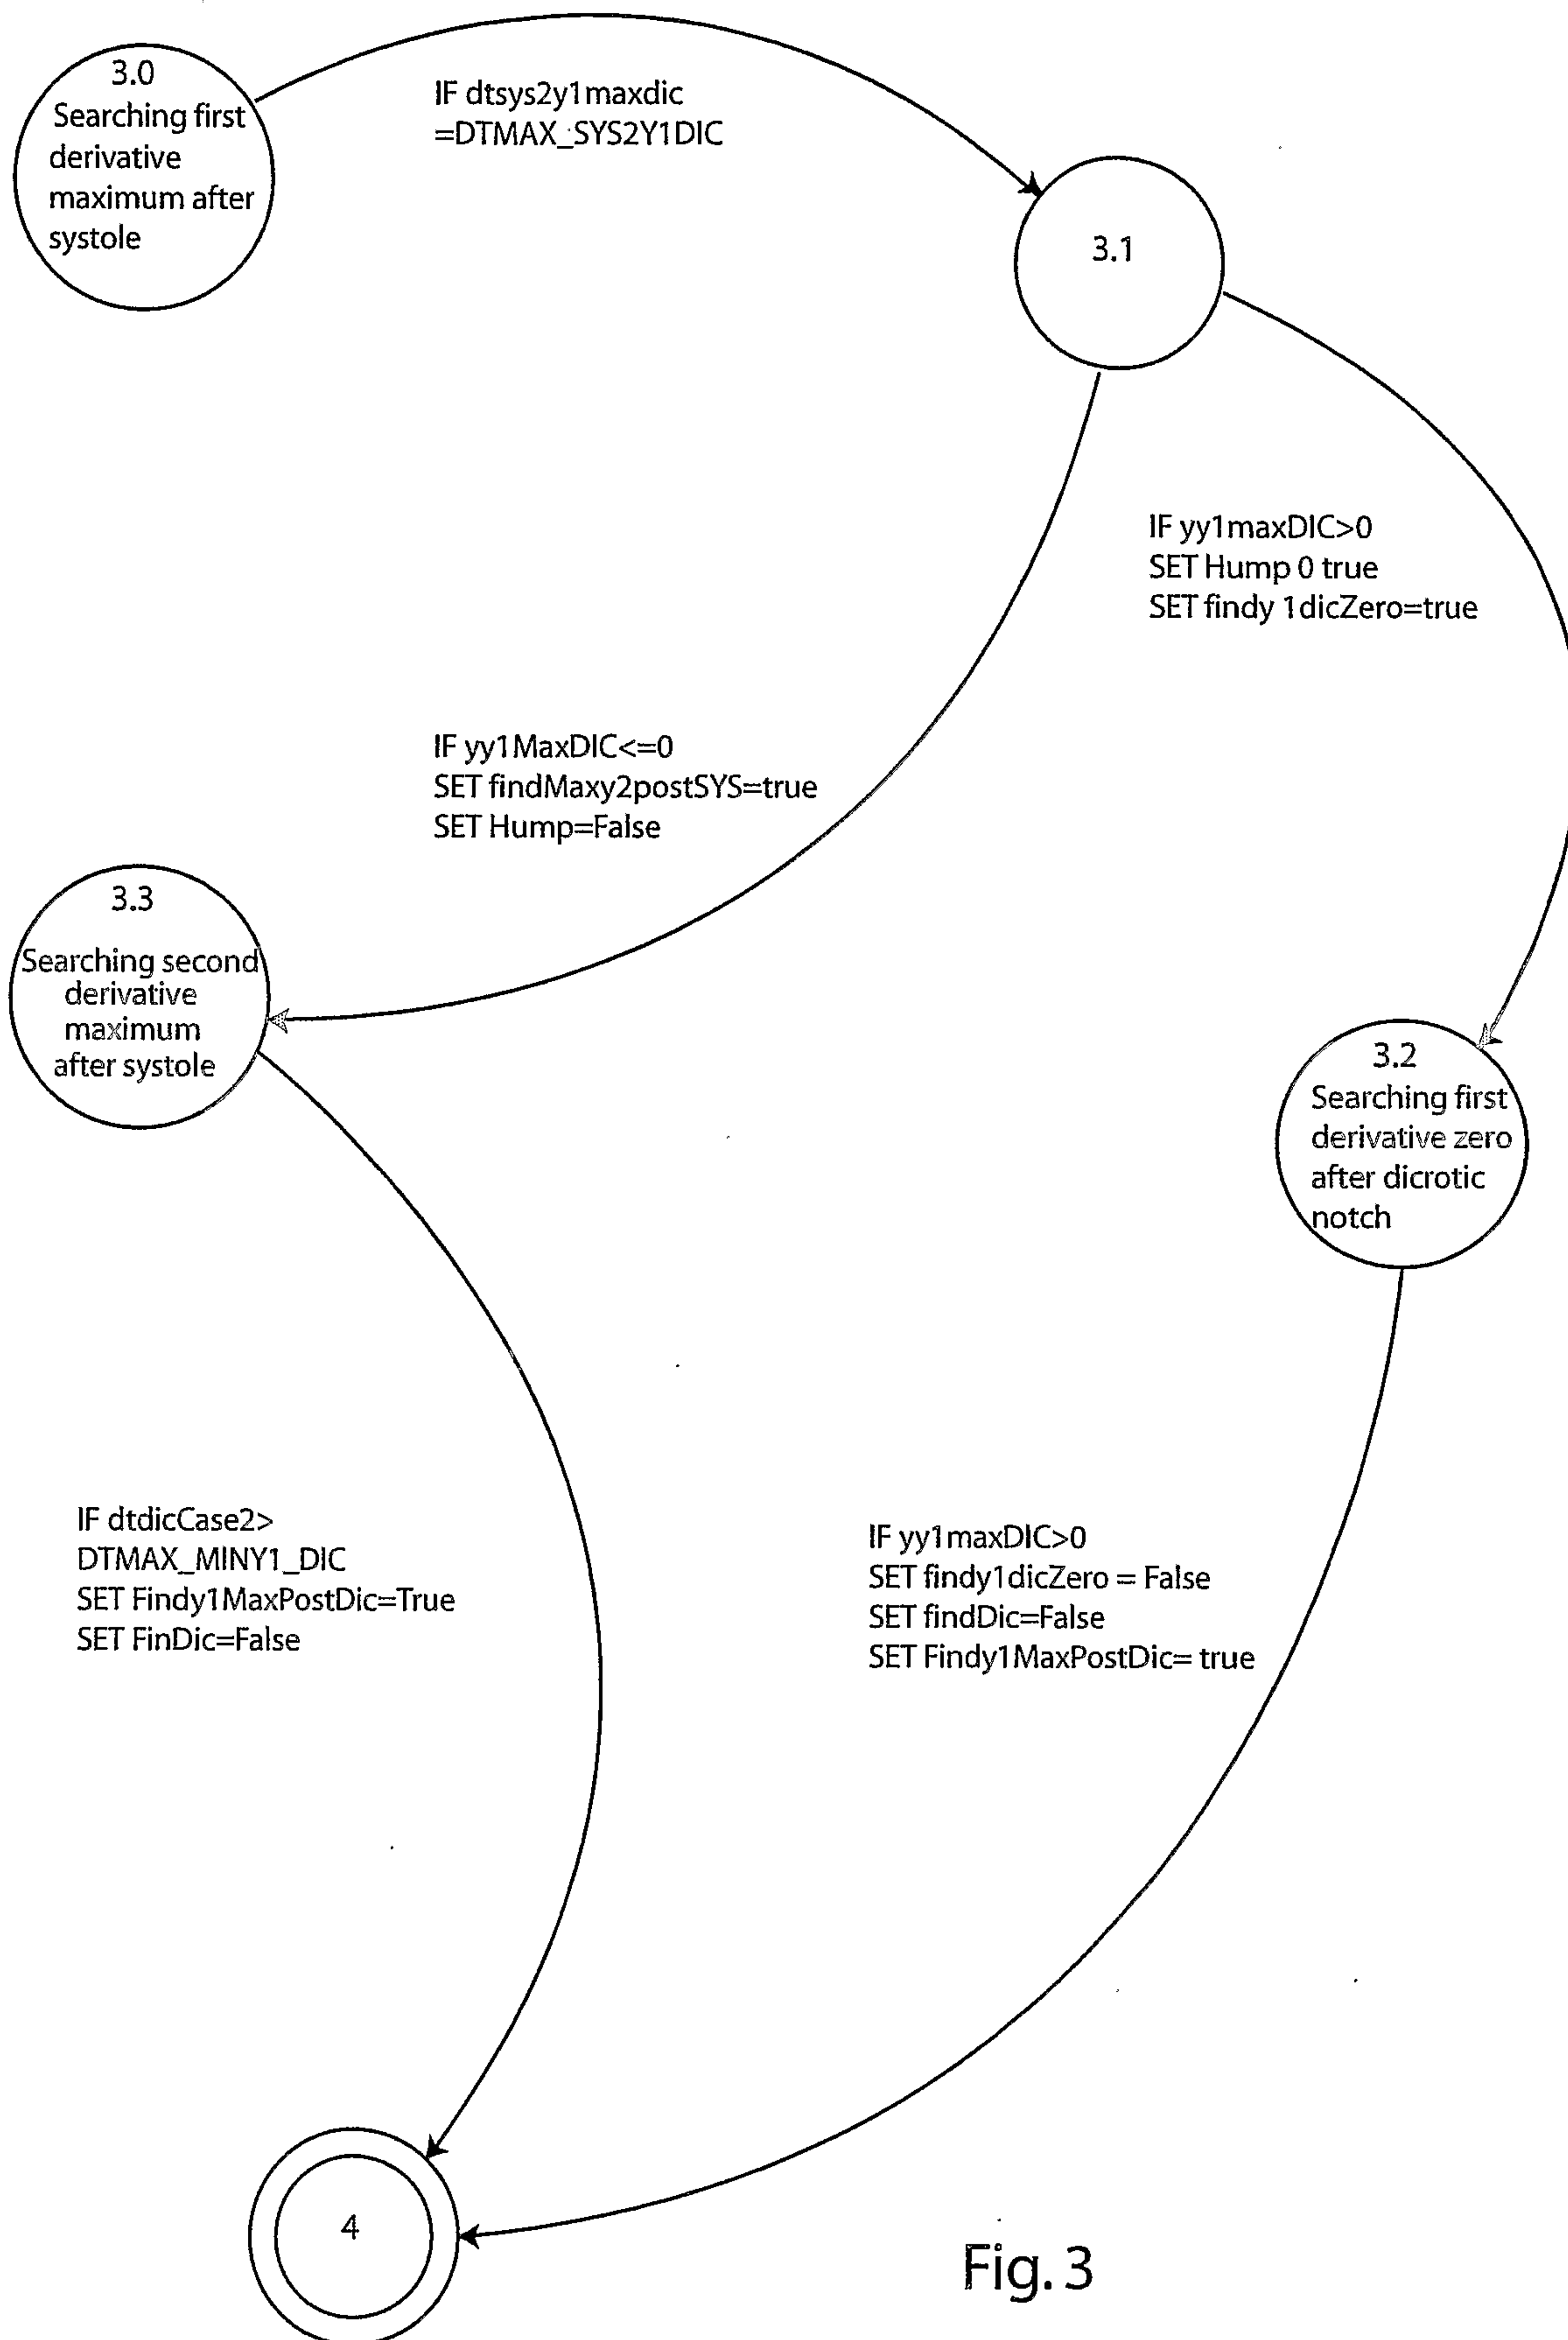 3.0
Searching first
derivative
maximum after
systole
IF dtsys2y1maxdic
=DTMAX_SYS2Y1DIC
3.1
IF yy1maxDIC>0
SET Hump 0 true
SET findy 1dicZero=true
IF yy1MaxDIC<=0
SET findMaxy2postSYS=true
SET Hump=False
3.3
Searching second
derivative
maximum
after systole
3.2
Searching first
derivative zero
after dicrotic
notch
IF dtdicCase2>
DTMAX_MINY1_DIC
SET Findy1MaxPostDic=True
SET FinDic=False
IF yy1maxDIC>0
SET findy1dicZero = False
SET findDic=False
SET Findy1MaxPostDic= true
4
Fig. 3